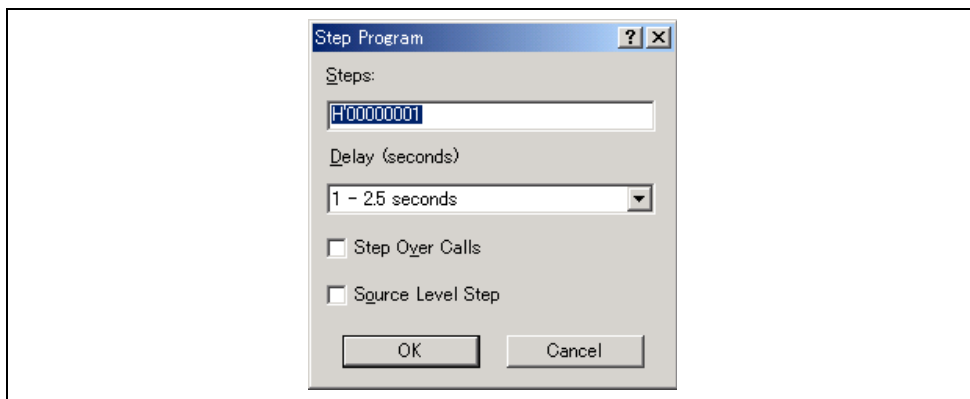 Step Program
Steps:
H'00000001
Delay (seconds)
1 - 2.5 seconds
Step Over Calls
Source Level Step
OK Cancel